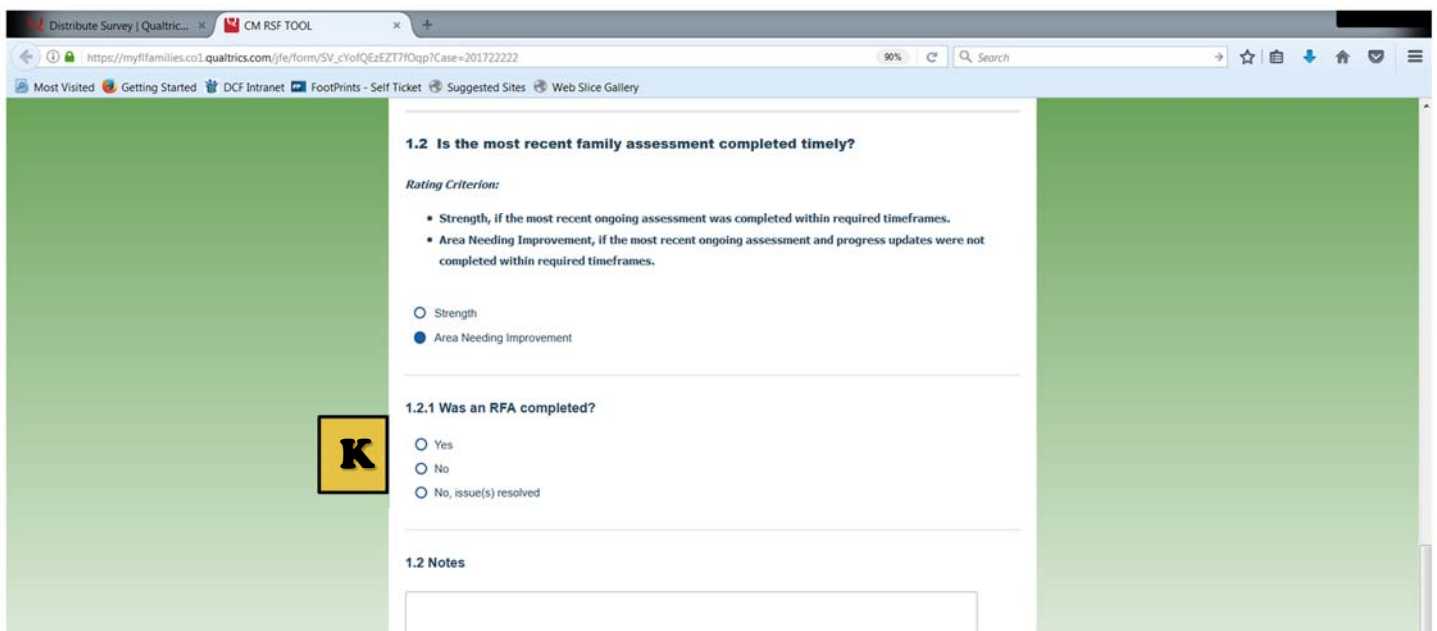 Distribute Survey | Qualtric...
CM RSF TOOL
https://myflfamilies.co1.qualtrics.com/jfe/form/SV_cYofQEzEZT7fOqp?Case=201722222
90%
Search
Most Visited Getting Started DCF Intranet FootPrints - Self Ticket Suggested Sites Web Slice Gallery
1.2 Is the most recent family assessment completed timely?
Rating Criterion:
• Strength, if the most recent ongoing assessment was completed within required timeframes.
• Area Needing Improvement, if the most recent ongoing assessment and progress updates were not
completed within required timeframes.
Strength
Area Needing Improvement
1.2.1 Was an RFA completed?
K
Yes
No
No, issue(s) resolved
1.2 Notes